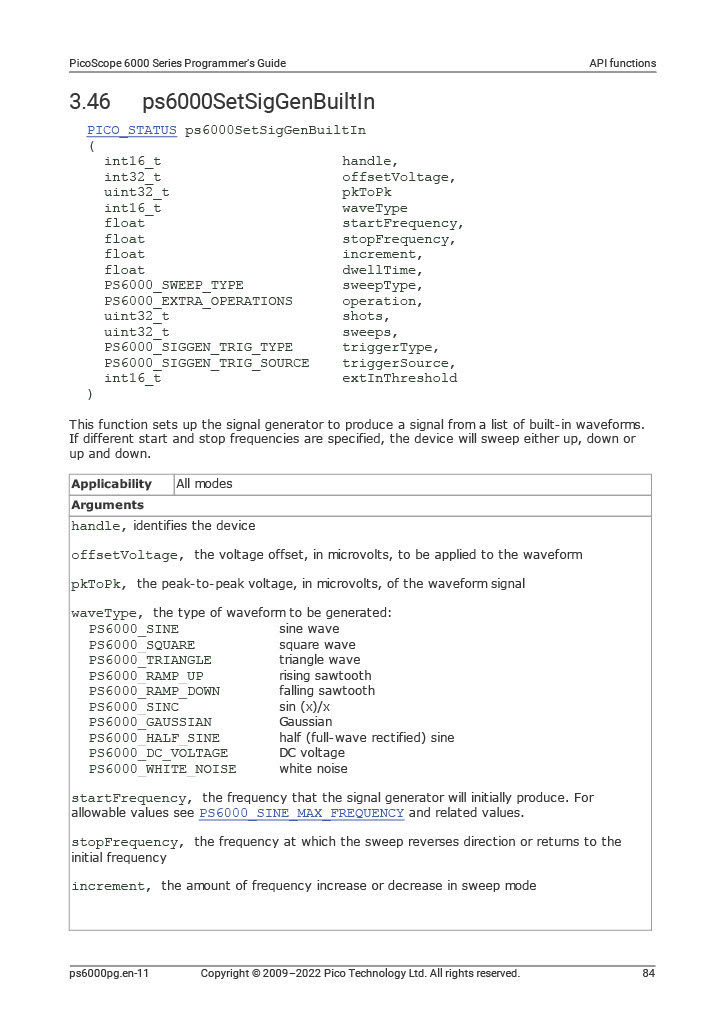 PicoScope 6000 Series Programmer's Guide API functions
3.46 ps6000SetSigGenBuiltIn
PICO_STATUS ps6000SetSigGenBuiltIn
(
int16_t handle,
int32_t offsetVoltage,
uint32_t pkToPk
int16_t waveType
float startFrequency,
float stopFrequency,
float increment,
float dwellTime,
PS6000_SWEEP_TYPE sweepType,
PS6000_EXTRA_OPERATIONS operation,
uint32_t shots,
uint32_t sweeps,
PS6000_SIGGEN_TRIG_TYPE triggerType,
PS6000_SIGGEN_TRIG_SOURCE triggerSource,
int16_t extInThreshold
)
This function sets up the signal generator to produce a signal from a list of built-in waveforms.
If different start and stop frequencies are specified, the device will sweep either up, down or
up and down.
Applicability All modes
Arguments
handle, identifies the device
offsetVoltage, the voltage offset, in microvolts, to be applied to the waveform
pkToPk, the peak-to-peak voltage, in microvolts, of the waveform signal
waveType, the type of waveform to be generated:
PS6000_SINE sine wave
PS6000_SQUARE square wave
PS6000_TRIANGLE triangle wave
PS6000_RAMP_UP rising sawtooth
PS6000_RAMP_DOWN falling sawtooth
PS6000_SINC sin (x)/x
PS6000_GAUSSIAN Gaussian
PS6000_HALF_SINE half (full-wave rectified) sine
PS6000_DC_VOLTAGE DC voltage
PS6000_WHITE_NOISE white noise
startFrequency, the frequency that the signal generator will initially produce. For
allowable values see PS6000_SINE_MAX_FREQUENCY and related values.
stopFrequency, the frequency at which the sweep reverses direction or returns to the
initial frequency
increment, the amount of frequency increase or decrease in sweep mode
ps6000pg.en-11 Copyright © 2009–2022 Pico Technology Ltd. All rights reserved. 84